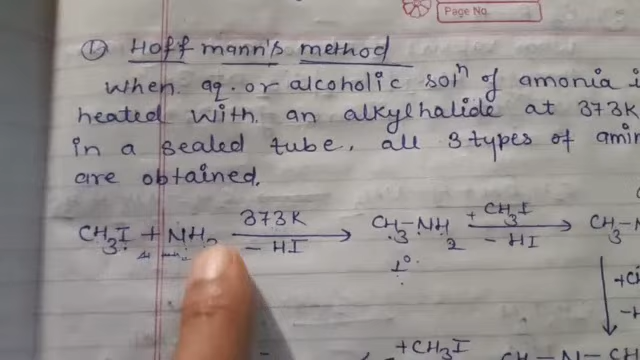 Page No.
① Hoffmann's method
When aq. or alcoholic solⁿ of amonia
heated with an alkylhalide at 373K
in a sealed tube, all 3 types of
are obtained.
CH₃I + NH 373K - HI → CH₃-NH₂ + CH₃I - HI → CH₃-
1°
+ CH₃I